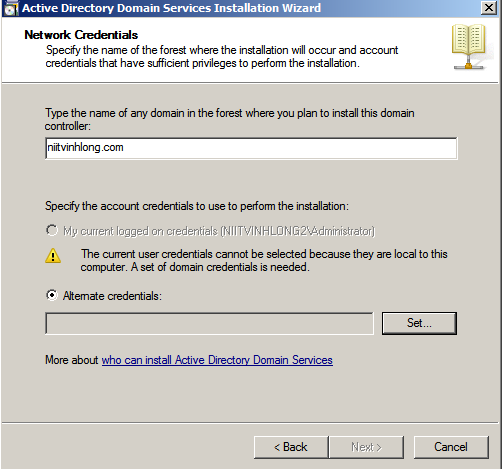 Active Directory Domain Services Installation Wizard
Network Credentials
Specify the name of the forest where the installation will occur and account
credentials that have sufficient privileges to perform the installation.
Type the name of any domain in the forest where you plan to install this domain
controller:
niitvinhlong.com
Specify the account credentials to use to perform the installation:
My current logged on credentials (NIITVINHLONG2\Administrator)
The current user credentials cannot be selected because they are local to this
computer. A set of domain credentials is needed.
Alternate credentials:
Set...
More about who can install Active Directory Domain Services
< Back Next > Cancel